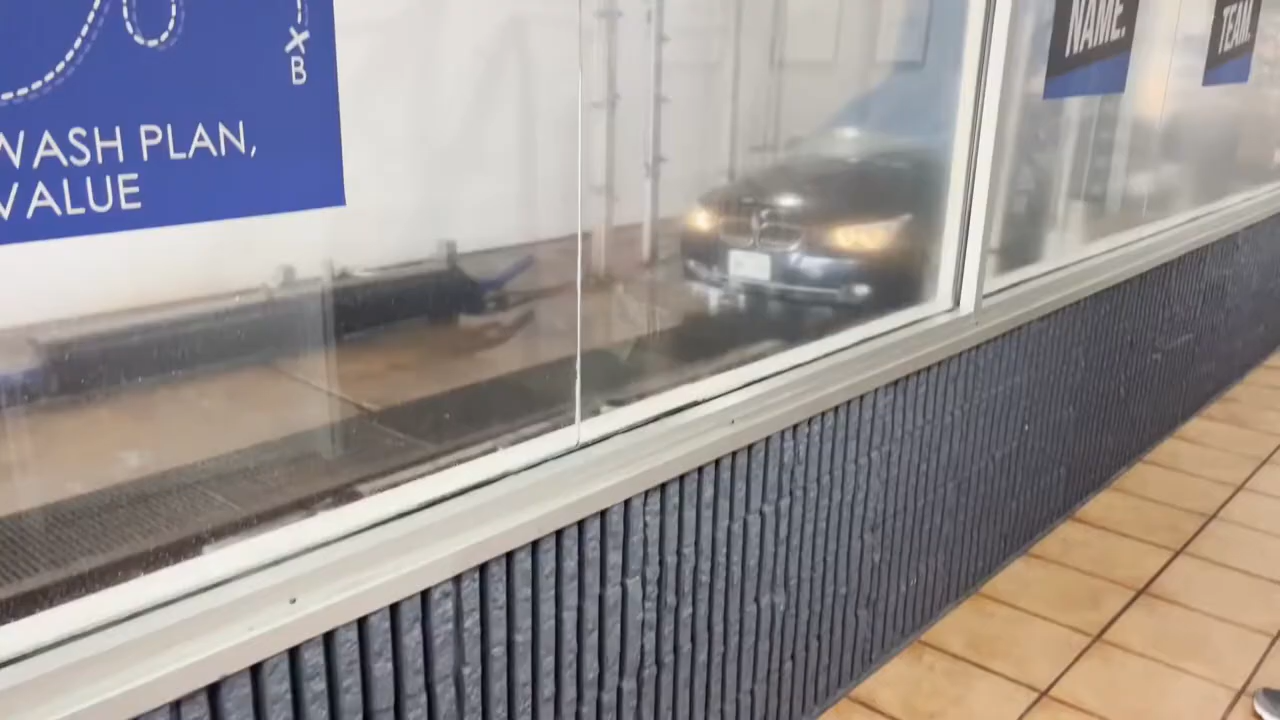 B
WASH PLAN,
VALUE
NAME.
TEAM.